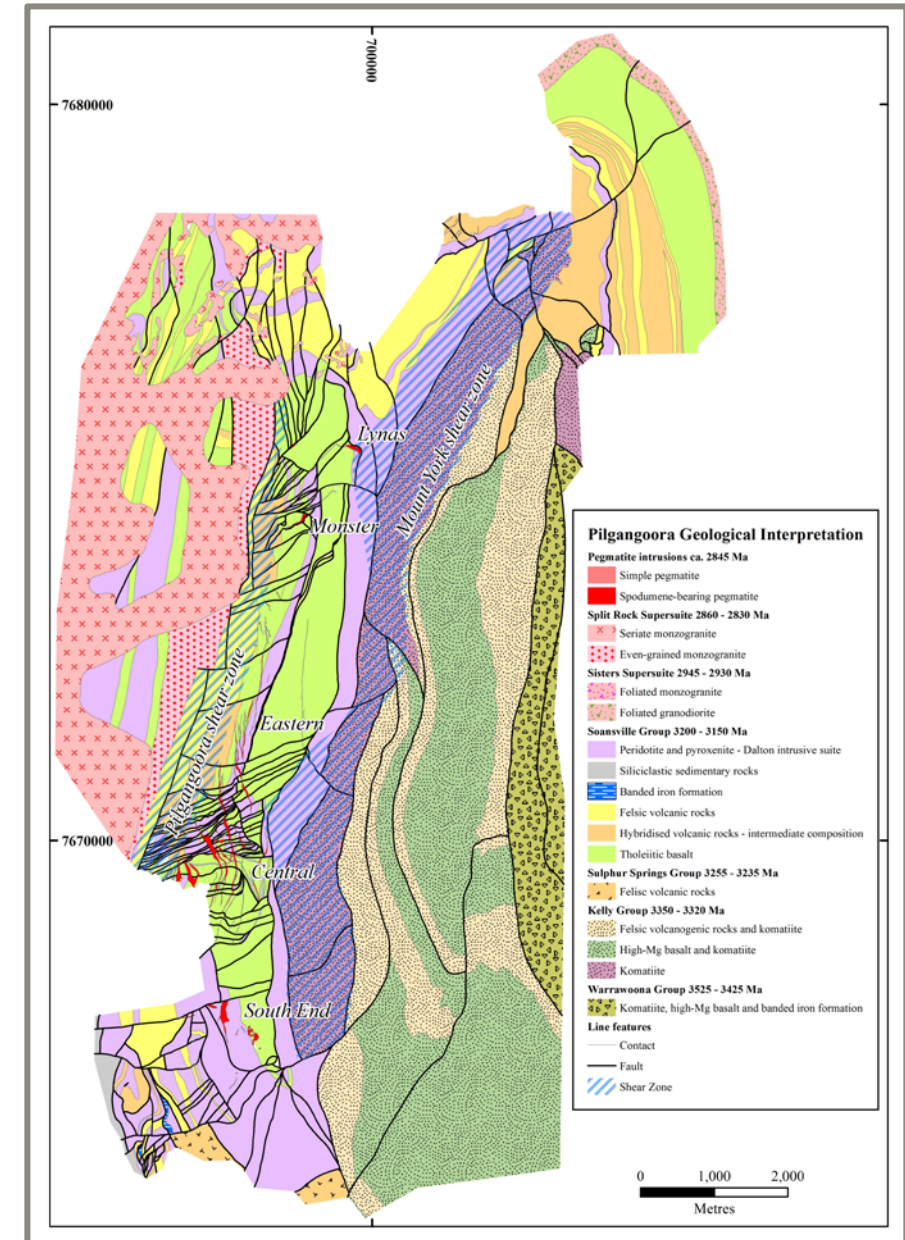 700000
7680000
Lynas
Mount York shear zone
Monster
Pilgangoora shear zone
Eastern
7670000
Central
South End
Pilgangoora Geological Interpretation
Pegmatite intrusions ca. 2845 Ma
Simple pegmatite
Spodumene-bearing pegmatite
Split Rock Supersuite 2860 - 2830 Ma
Seriate monzogranite
Even-grained monzogranite
Sisters Supersuite 2945 - 2930 Ma
Foliated monzogranite
Foliated granodiorite
Soansville Group 3200 - 3150 Ma
Peridotite and pyroxenite - Dalton intrusive suite
Siliciclastic sedimentary rocks
Banded iron formation
Felsic volcanic rocks
Hybridised volcanic rocks - intermediate composition
Tholeiitic basalt
Sulphur Springs Group 3255 - 3235 Ma
Felisc volcanic rocks
Kelly Group 3350 - 3320 Ma
Felsic volcanogenic rocks and komatiite
High-Mg basalt and komatiite
Komatiite
Warrawoona Group 3525 - 3425 Ma
Komatiite, high-Mg basalt and banded iron formation
Line features
Contact
Fault
Shear Zone
0 1,000 2,000
Metres